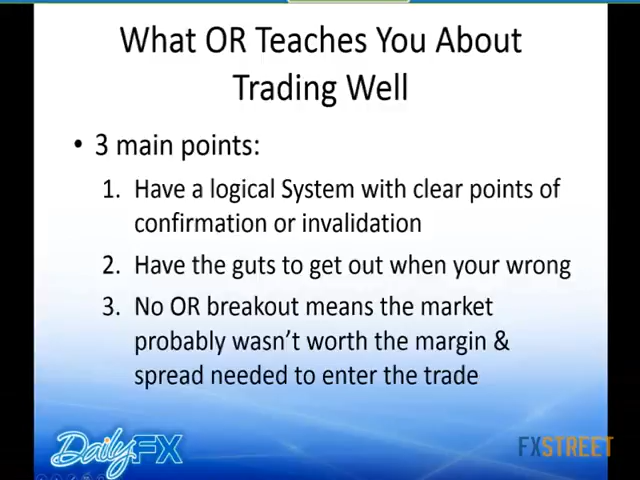 What OR Teaches You About
Trading Well
• 3 main points:
1. Have a logical System with clear points of
confirmation or invalidation
2. Have the guts to get out when your wrong
3. No OR breakout means the market
probably wasn't worth the margin &
spread needed to enter the trade
DailyFX
FXSTREET